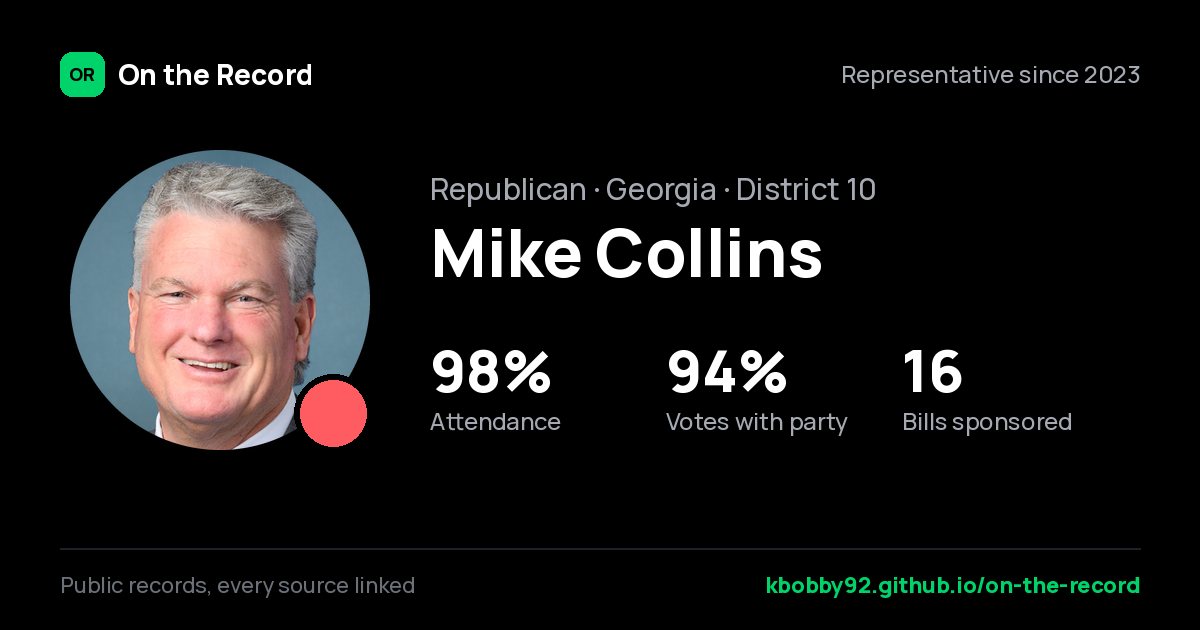 OR On the Record
Representative since 2023
Republican · Georgia · District 10
Mike Collins
98% 94% 16
Attendance Votes with party Bills sponsored
Public records, every source linked
kbobby92.github.io/on-the-record